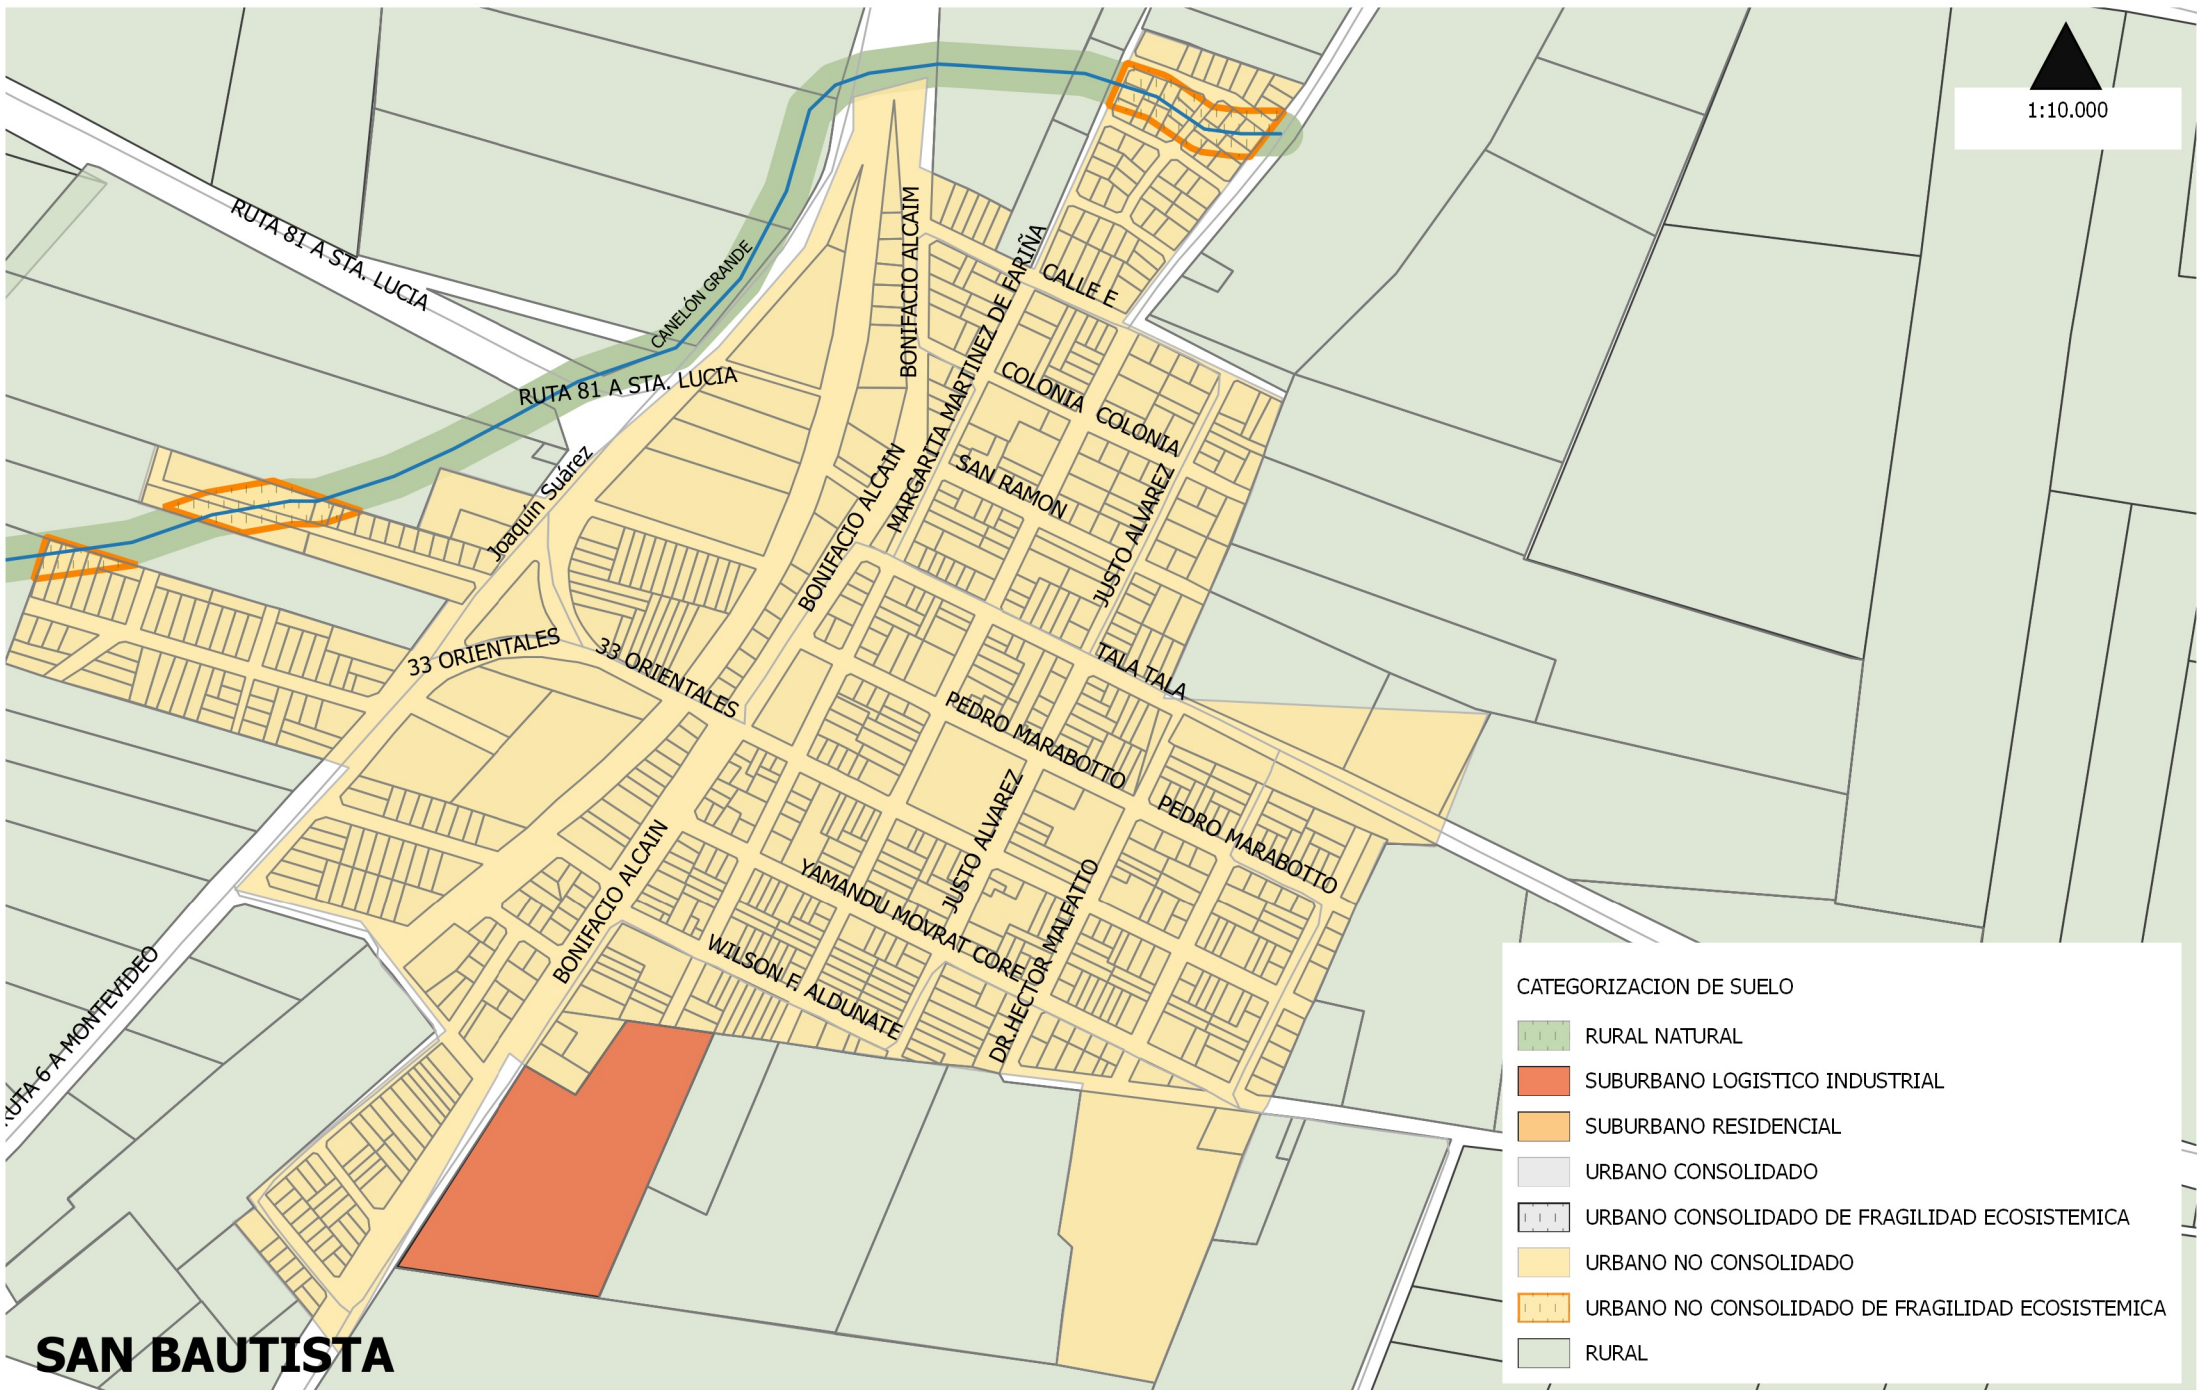 1:10.000
RUTA 81 A STA. LUCIA
CANELÓN GRANDE
RUTA 81 A STA. LUCIA
BONIFACIO ALCAIM
MARGARITA MARTINEZ DE FARIÑA
CALLE F
COLONIA
COLONIA
SAN RAMON
JUSTO ALVAREZ
Joaquín Suárez
BONIFACIO ALCAIN
33 ORIENTALES
33 ORIENTALES
TALA TALA
PEDRO MARABOTTO
PEDRO MARABOTTO
JUSTO ALVAREZ
BONIFACIO ALCAIN
YAMANDU MOVRAT CORE
WILSON F. ALDUNATE
DR.HECTOR MALFATTO
RUTA 6 A MONTEVIDEO
CATEGORIZACION DE SUELO
RURAL NATURAL
SUBURBANO LOGISTICO INDUSTRIAL
SUBURBANO RESIDENCIAL
URBANO CONSOLIDADO
URBANO CONSOLIDADO DE FRAGILIDAD ECOSISTEMICA
URBANO NO CONSOLIDADO
URBANO NO CONSOLIDADO DE FRAGILIDAD ECOSISTEMICA
RURAL
SAN BAUTISTA